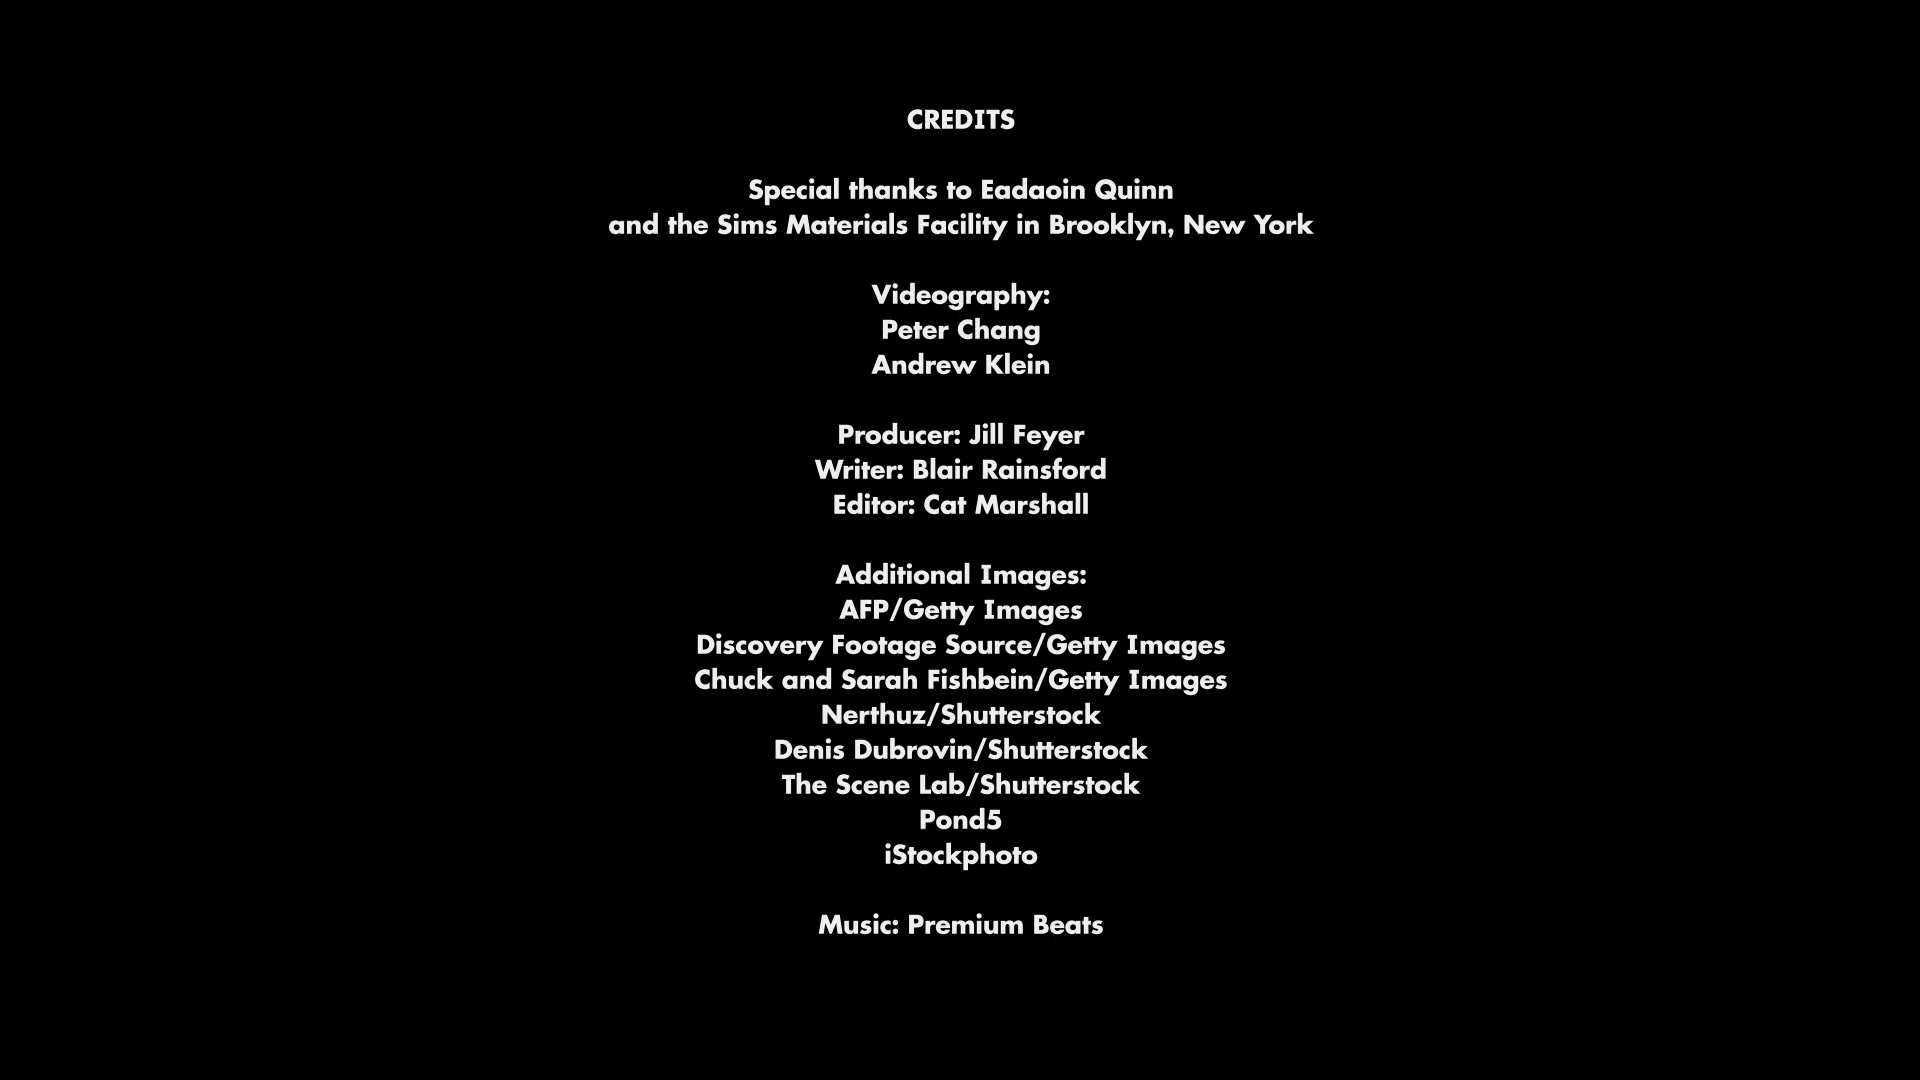 CREDITS
Special thanks to Eadaoin Quinn
and the Sims Materials Facility in Brooklyn, New York
Videography:
Peter Chang
Andrew Klein
Producer: Jill Feyer
Writer: Blair Rainsford
Editor: Cat Marshall
Additional Images:
AFP/Getty Images
Discovery Footage Source/Getty Images
Chuck and Sarah Fishbein/Getty Images
Nerthuz/Shutterstock
Denis Dubrovin/Shutterstock
The Scene Lab/Shutterstock
Pond5
iStockphoto
Music: Premium Beats